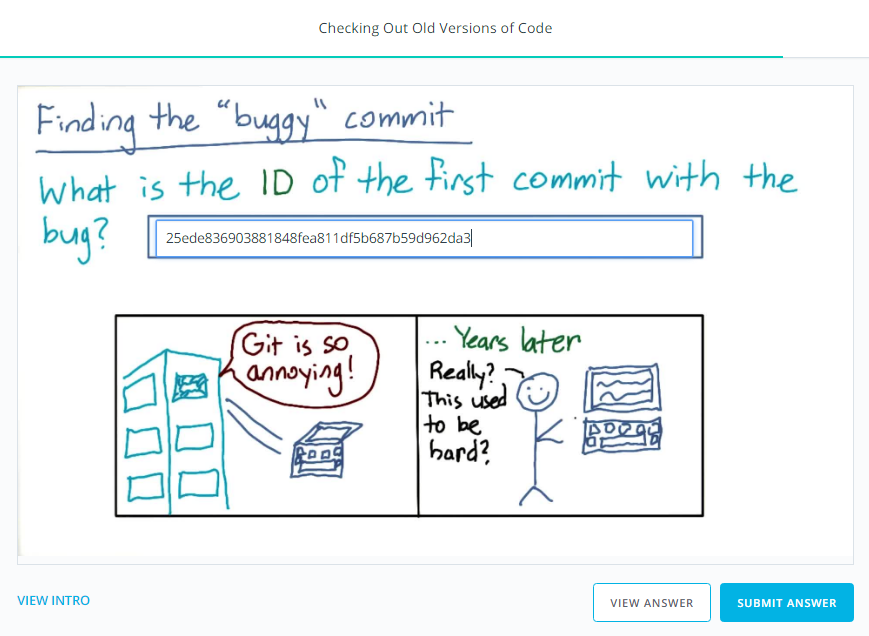 Checking Out Old Versions of Code
Finding the "buggy" commit
What is the ID of the first commit with the
bug?
25ede836903881848fea811df5b687b59d962da3
Git is so
annoying!
... Years later
Really?
This used
to be
hard?
VIEW INTRO
VIEW ANSWER
SUBMIT ANSWER